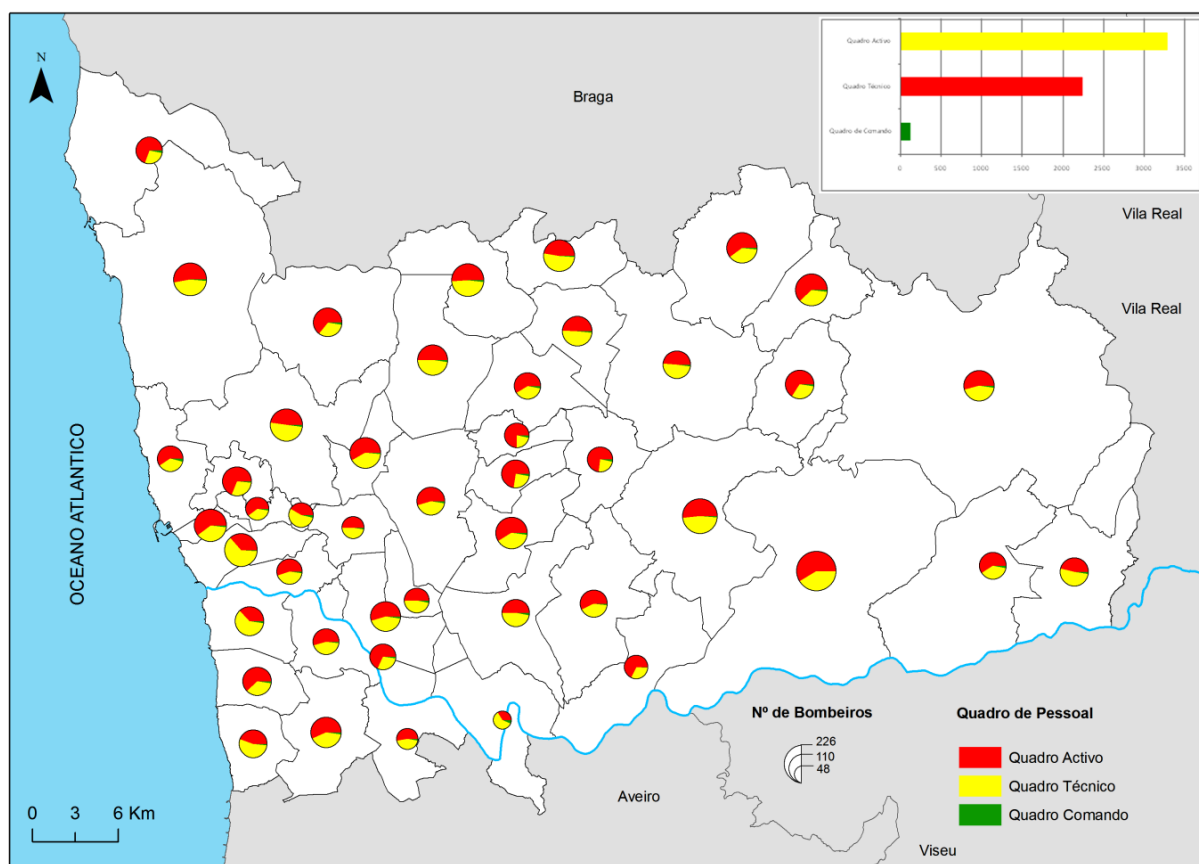 Quadro Activo
Quadro Técnico
Quadro de Comando
0 500 1000 1500 2000 2500 3000 3500
N
Braga
Vila Real
Vila Real
OCEANO ATLANTICO
Nº de Bombeiros
226
110
48
Quadro de Pessoal
Quadro Activo
Quadro Técnico
Quadro Comando
Aveiro
Viseu
0 3 6 Km